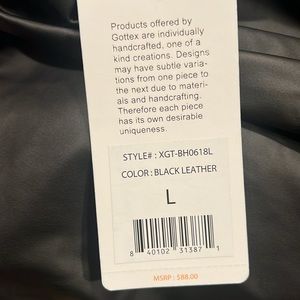 Products offered by
Gottex are individually
handcrafted, one of a
kind creations. Designs
may have subtle varia-
tions from one piece to
the next due to materi-
als and handcrafting.
Therefore each piece
has its own desirable
uniqueness.
STYLE# : XGT-BH0618L
COLOR : BLACK LEATHER
L
8 40102 31387 1
MSRP : $88.00